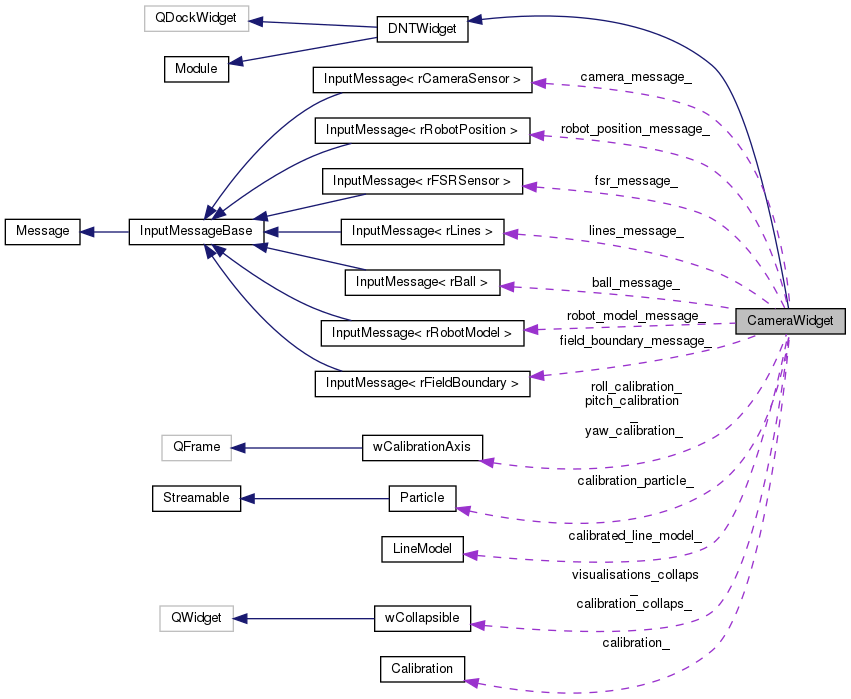 QDockWidget
DNTWidget
Module
InputMessage< rCameraSensor >
camera_message_
InputMessage< rRobotPosition >
robot_position_message_
InputMessage< rFSRSensor >
fsr_message_
Message
InputMessageBase
InputMessage< rLines >
lines_message_
InputMessage< rBall >
ball_message_
InputMessage< rRobotModel >
robot_model_message_
CameraWidget
field_boundary_message_
InputMessage< rFieldBoundary >
roll_calibration_
pitch_calibration
_
yaw_calibration_
QFrame
wCalibrationAxis
calibration_particle_
Streamable
Particle
calibrated_line_model_
LineModel
visualisations_collaps
_
calibration_collaps_
QWidget
wCollapsible
calibration_
Calibration